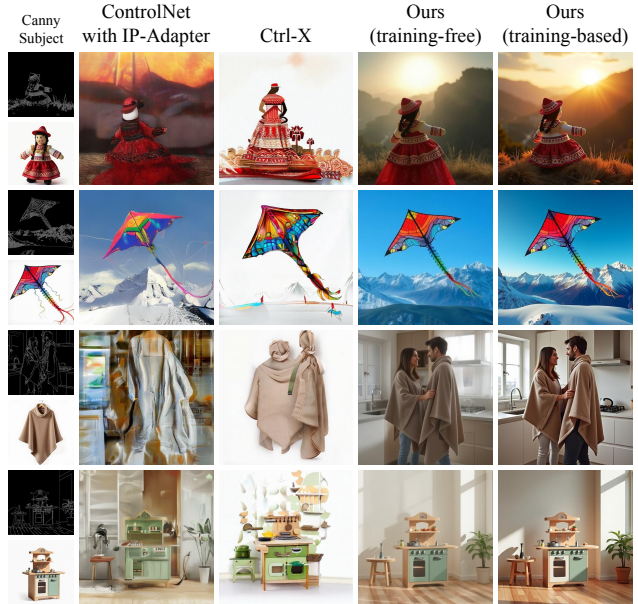 Canny
Subject
ControlNet
with IP-Adapter
Ctrl-X
Ours
(training-free)
Ours
(training-based)